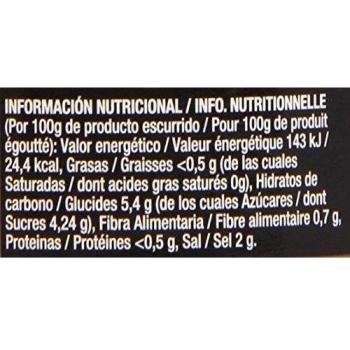 INFORMACIÓN NUTRICIONAL / INFO. NUTRITIONNELLE
(Por 100g de producto escurrido / Pour 100g de produit
égoutté): Valor energético / Valeur énergétique 143 kJ /
24,4 kcal, Grasas / Graisses <0,5 g (de las cuales
Saturadas / dont acides gras saturés 0g), Hidratos de
carbono / Glucides 5,4 g (de los cuales Azúcares / dont
Sucres 4,24 g), Fibra Alimentaria / Fibre alimentaire 0,7 g,
Proteinas / Protéines <0,5 g, Sal / Sel 2 g.